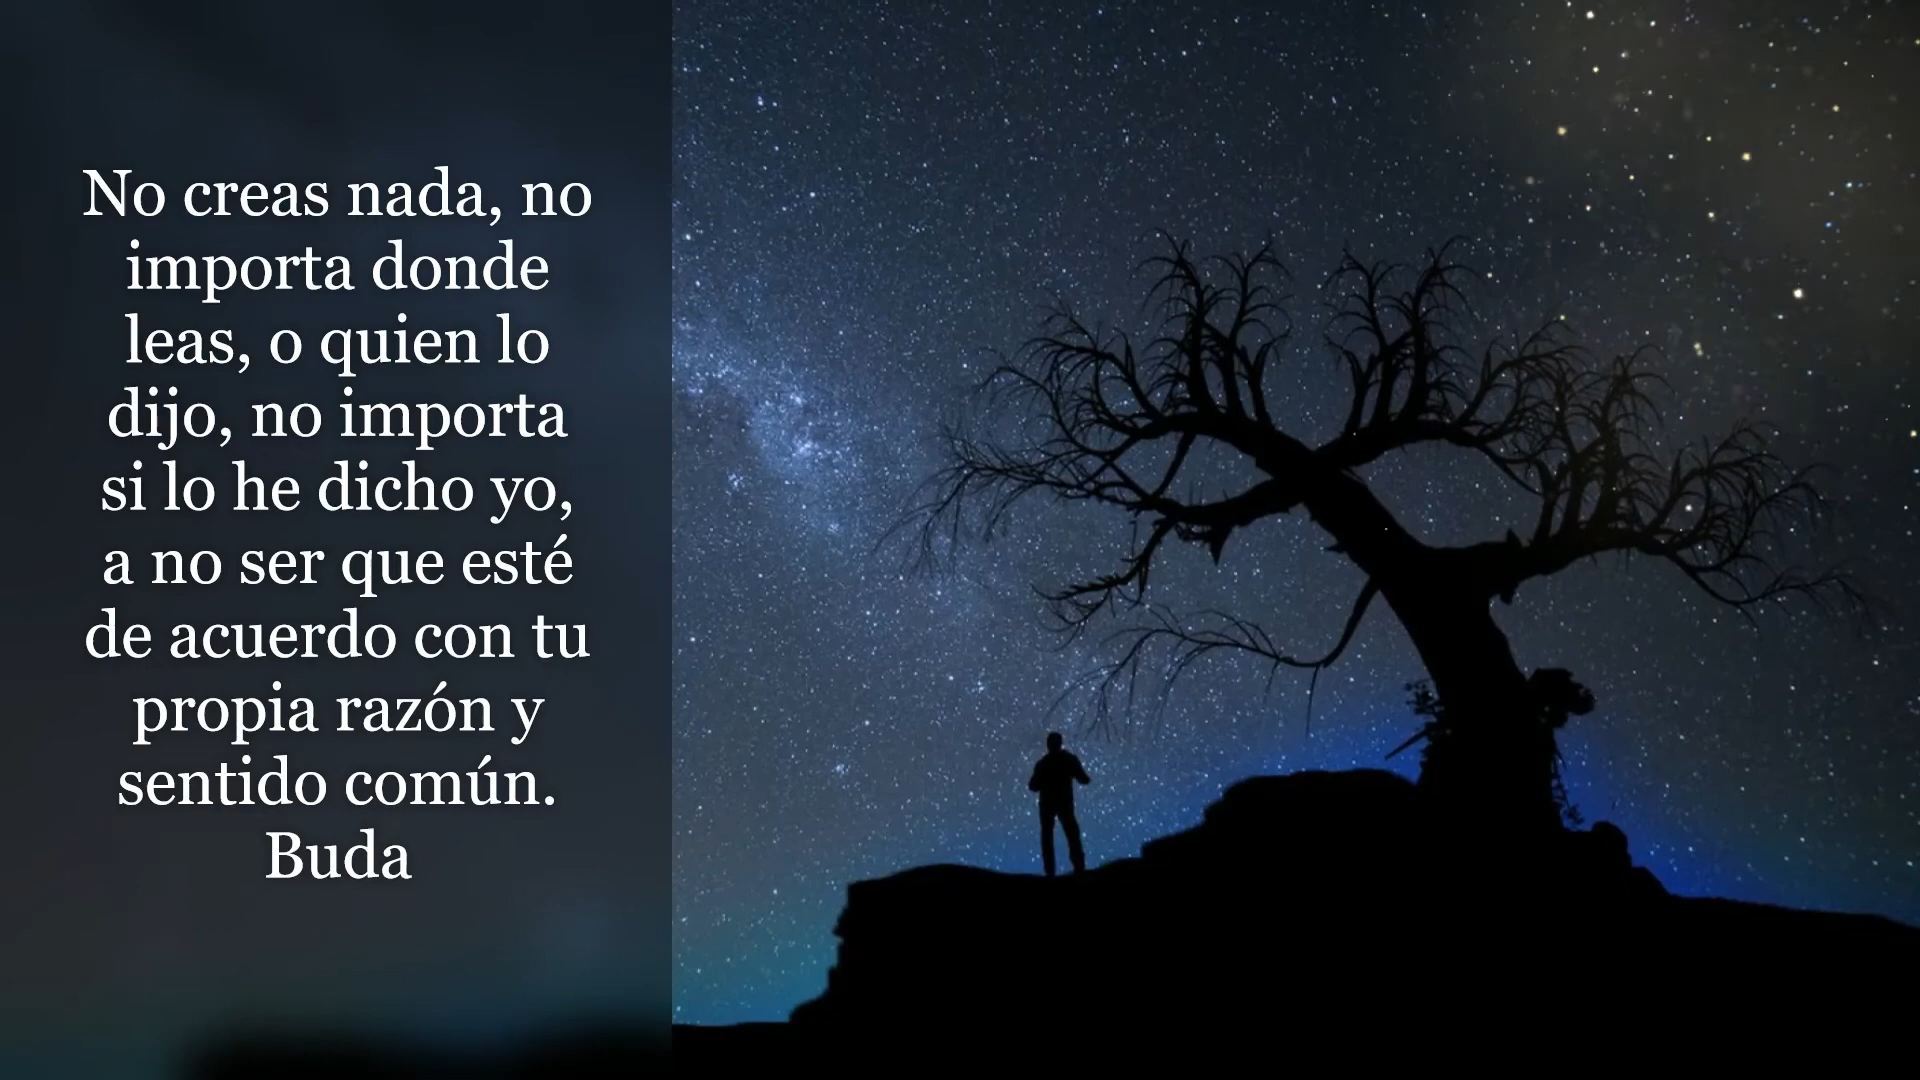 No creas nada, no
importa donde
leas, o quien lo
dijo, no importa
si lo he dicho yo,
a no ser que esté
de acuerdo con tu
propia razón y
sentido común.
Buda